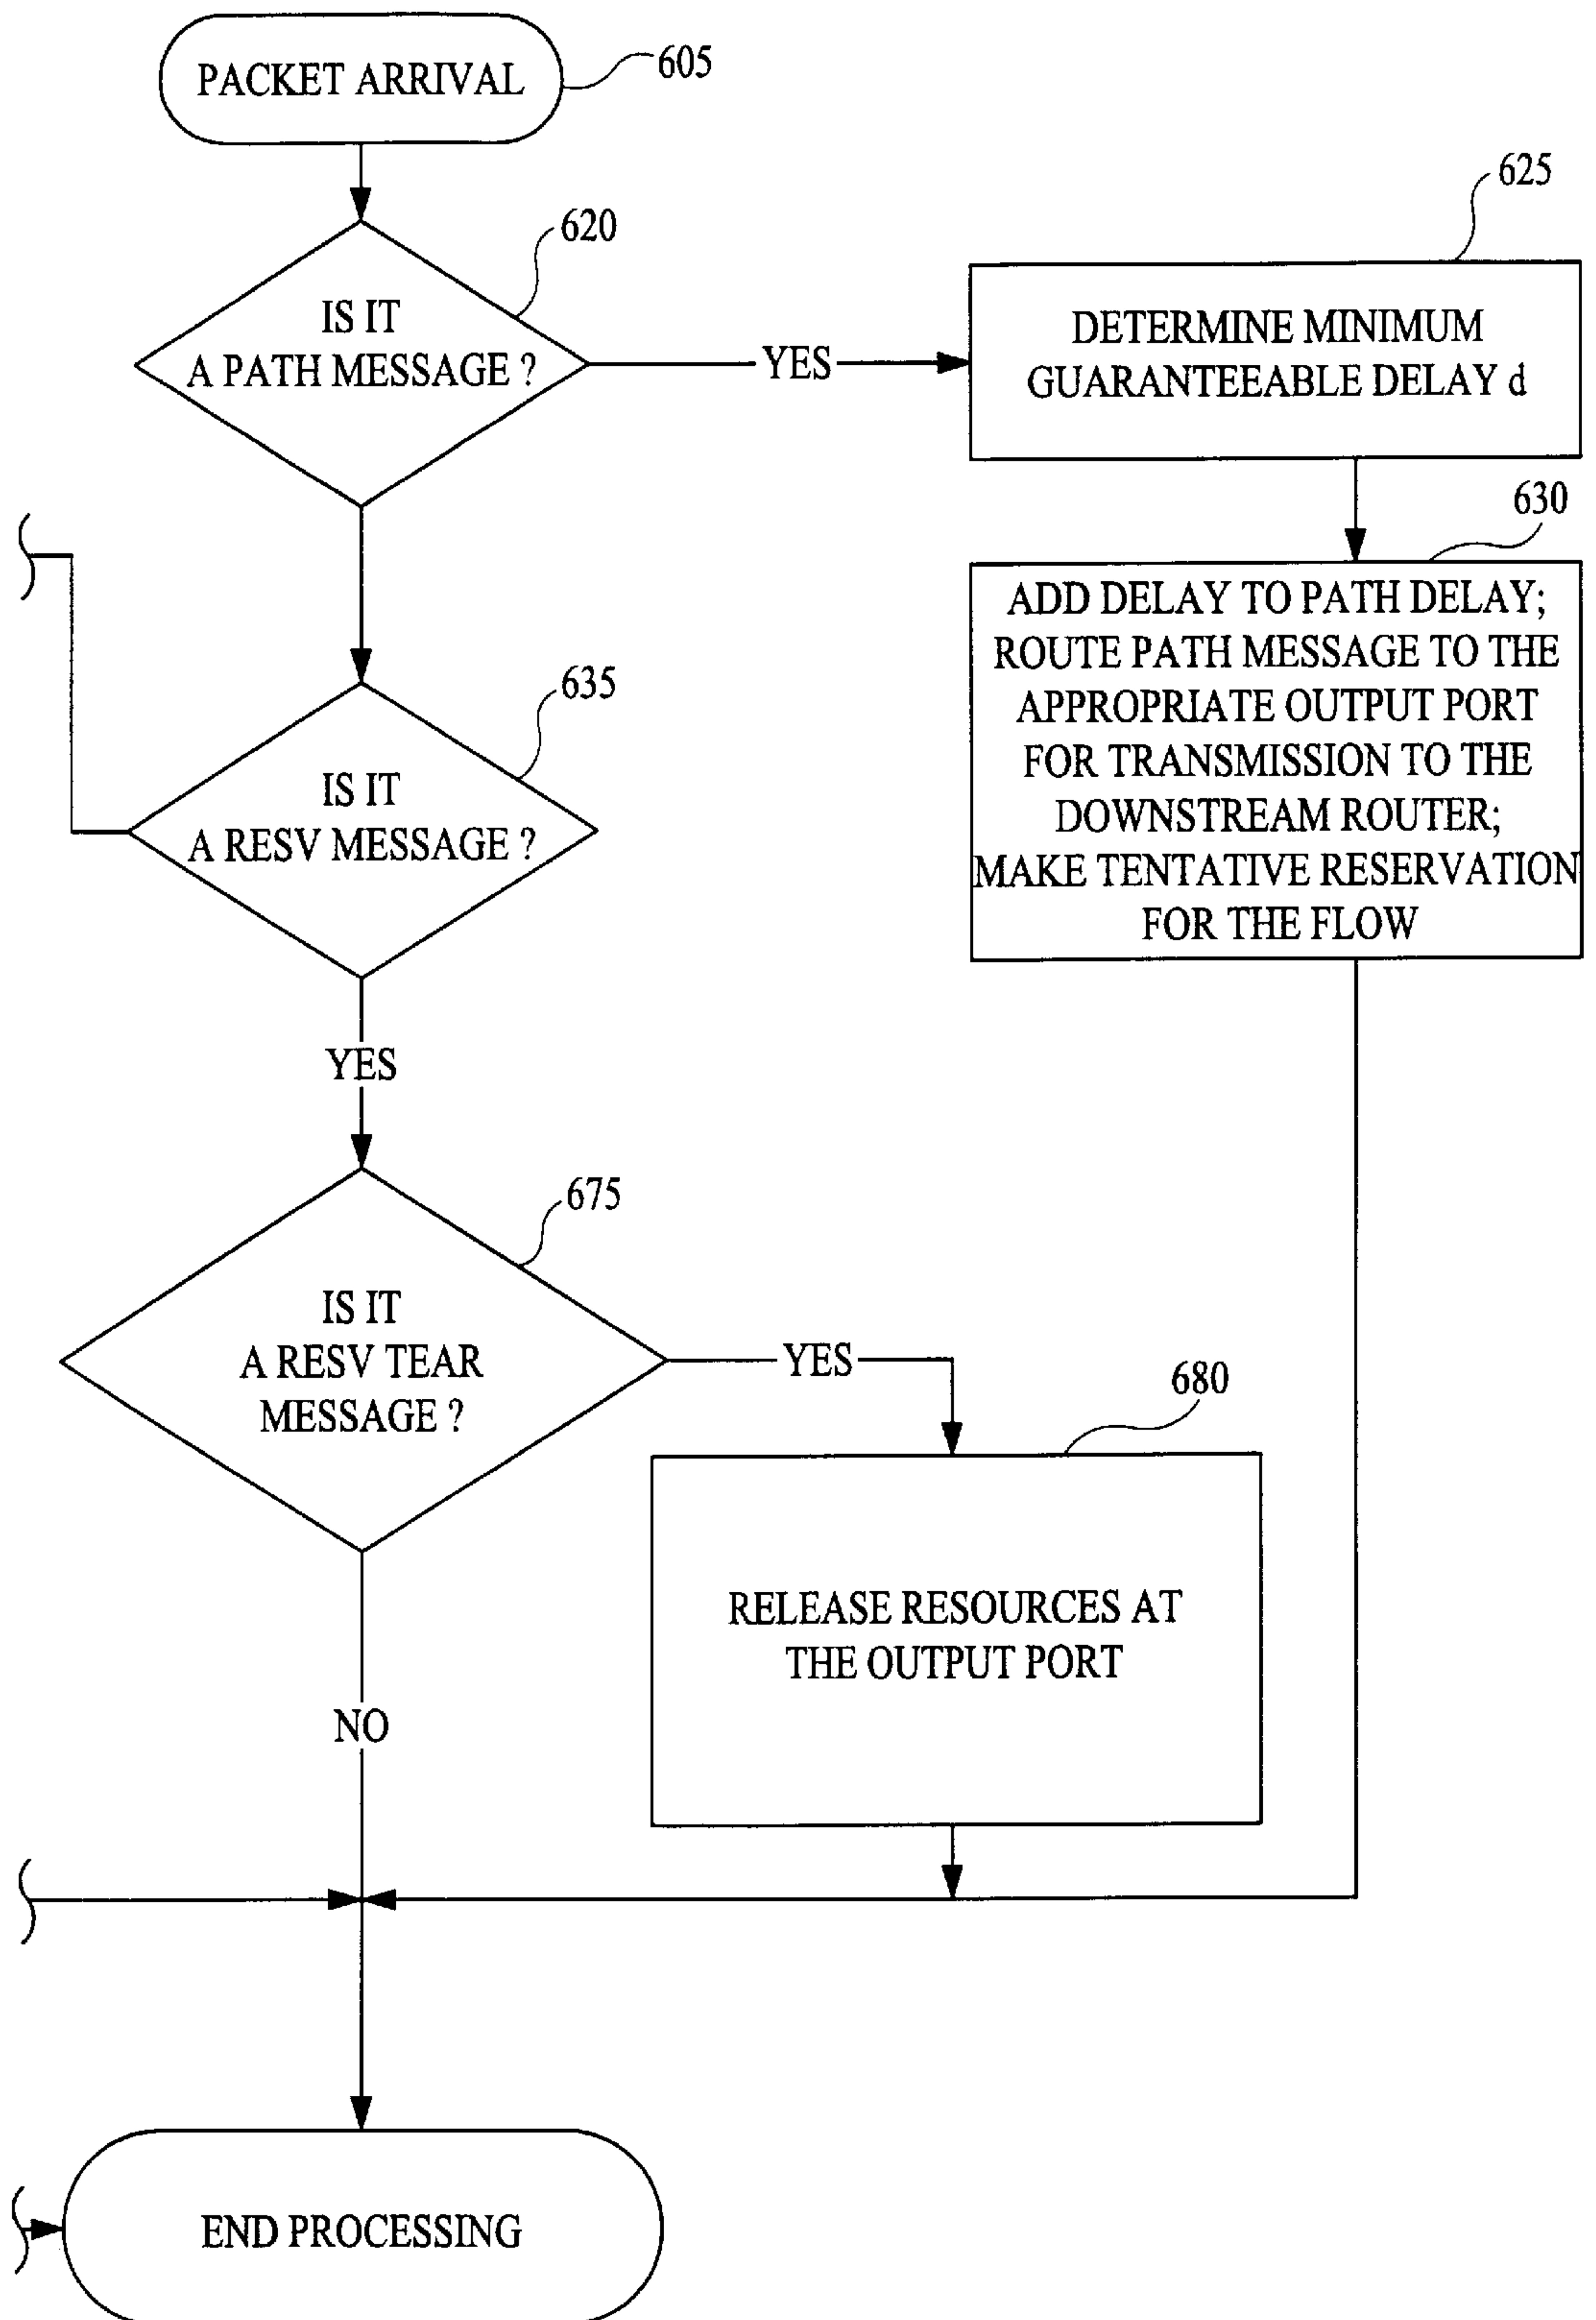 PACKET ARRIVAL
605
620
IS IT
A PATH MESSAGE ?
YES
625
DETERMINE MINIMUM
GUARANTEEABLE DELAY d
630
ADD DELAY TO PATH DELAY;
ROUTE PATH MESSAGE TO THE
APPROPRIATE OUTPUT PORT
FOR TRANSMISSION TO THE
DOWNSTREAM ROUTER;
MAKE TENTATIVE RESERVATION
FOR THE FLOW
635
IS IT
A RESV MESSAGE ?
YES
675
IS IT
A RESV TEAR
MESSAGE ?
YES
680
RELEASE RESOURCES AT
THE OUTPUT PORT
NO
END PROCESSING